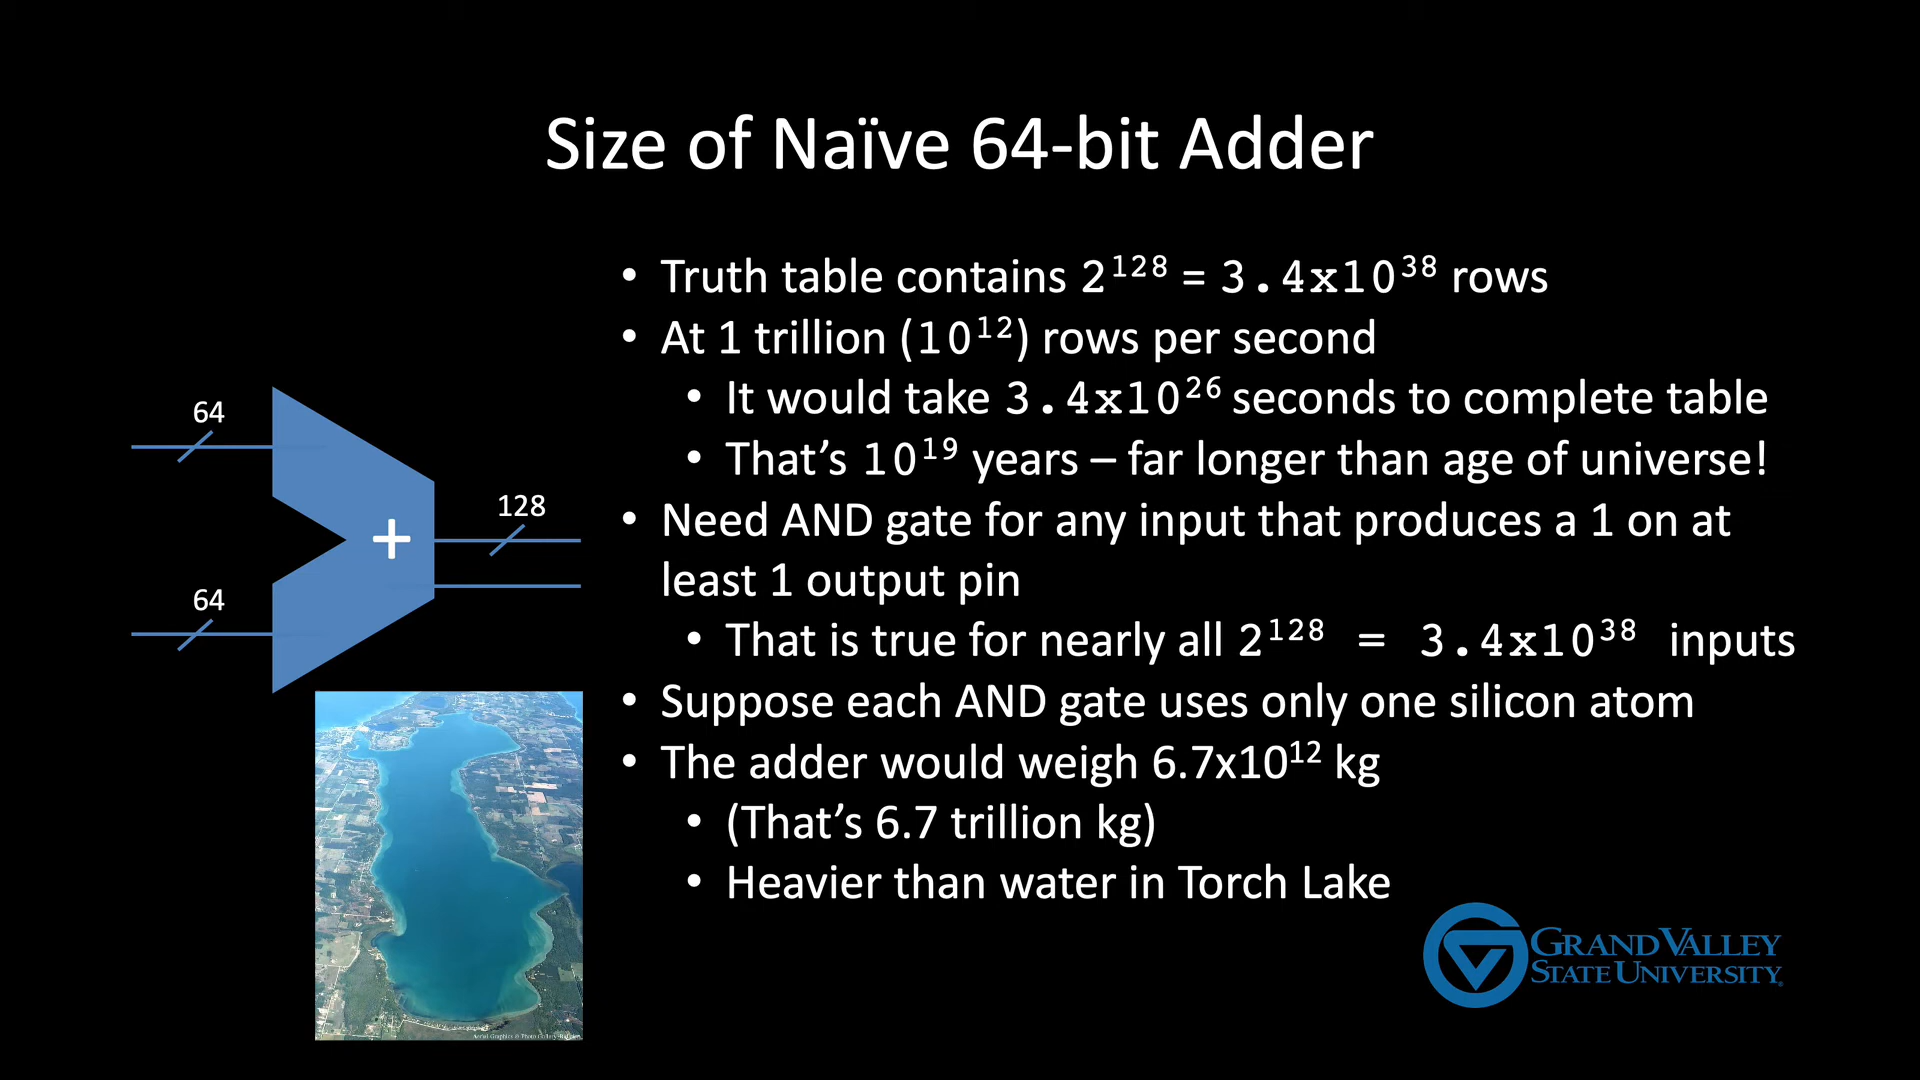 Size of Naïve 64-bit Adder
• Truth table contains 2¹²⁸ = 3.4x10³⁸ rows
• At 1 trillion (10¹²) rows per second
• It would take 3.4x10²⁶ seconds to complete table
• That’s 10¹⁹ years – far longer than age of universe!
• Need AND gate for any input that produces a 1 on at
least 1 output pin
• That is true for nearly all 2¹²⁸ = 3.4x10³⁸ inputs
• Suppose each AND gate uses only one silicon atom
• The adder would weigh 6.7x10¹² kg
• (That’s 6.7 trillion kg)
• Heavier than water in Torch Lake
64
128
+
64
GRAND VALLEY
STATE UNIVERSITY